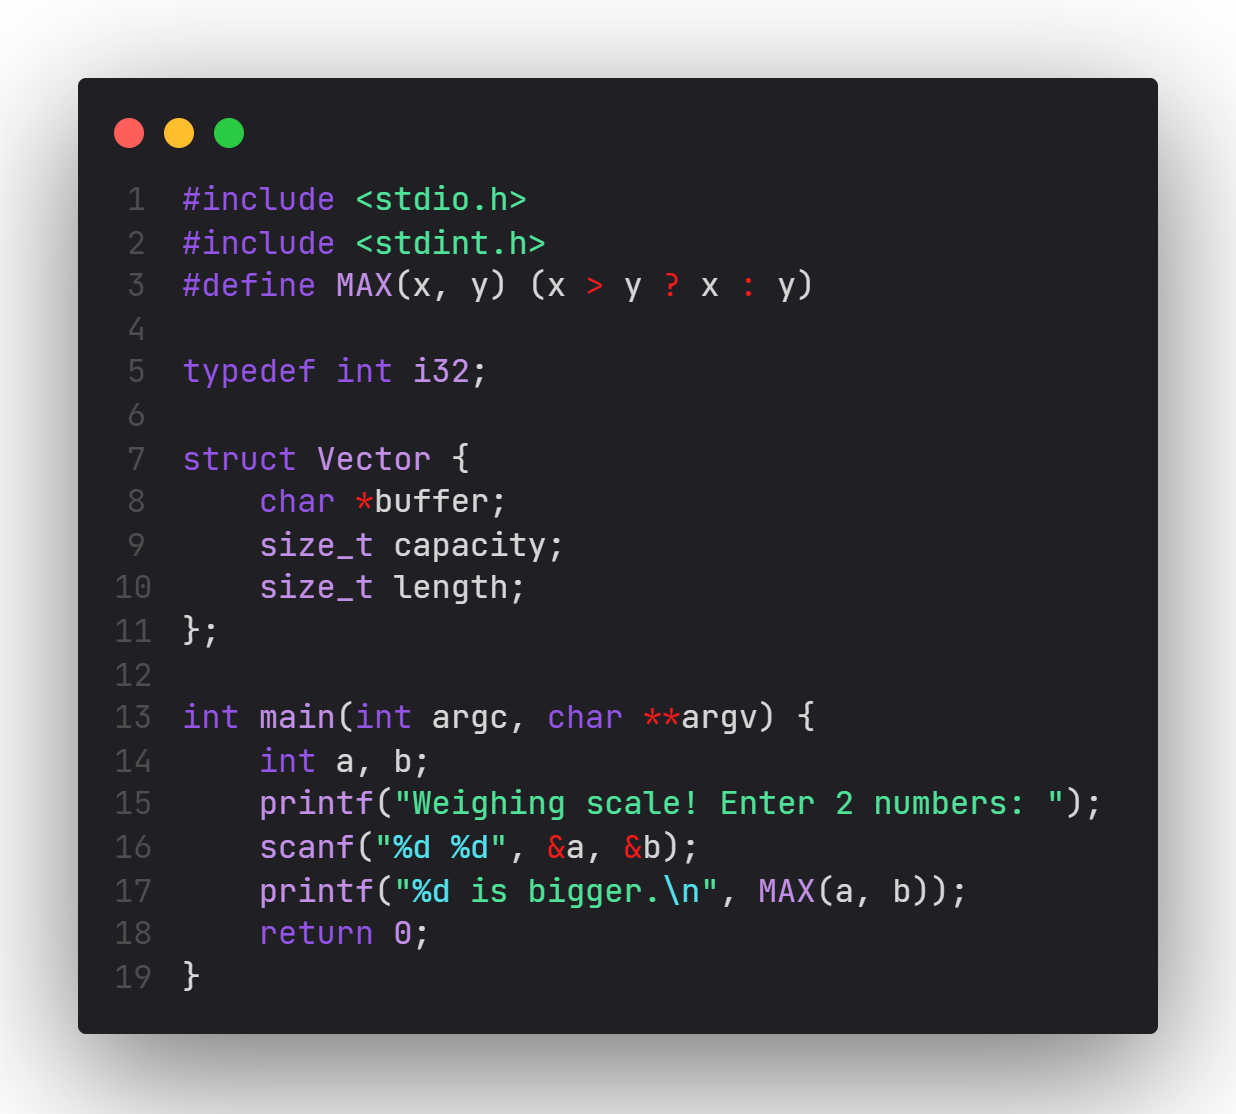 1 #include <stdio.h>
2 #include <stdint.h>
3 #define MAX(x, y) (x > y ? x : y)
4
5 typedef int i32;
6
7 struct Vector {
8     char *buffer;
9     size_t capacity;
10     size_t length;
11 };
12
13 int main(int argc, char **argv) {
14     int a, b;
15     printf("Weighing scale! Enter 2 numbers: ");
16     scanf("%d %d", &a, &b);
17     printf("%d is bigger.\n", MAX(a, b));
18     return 0;
19 }